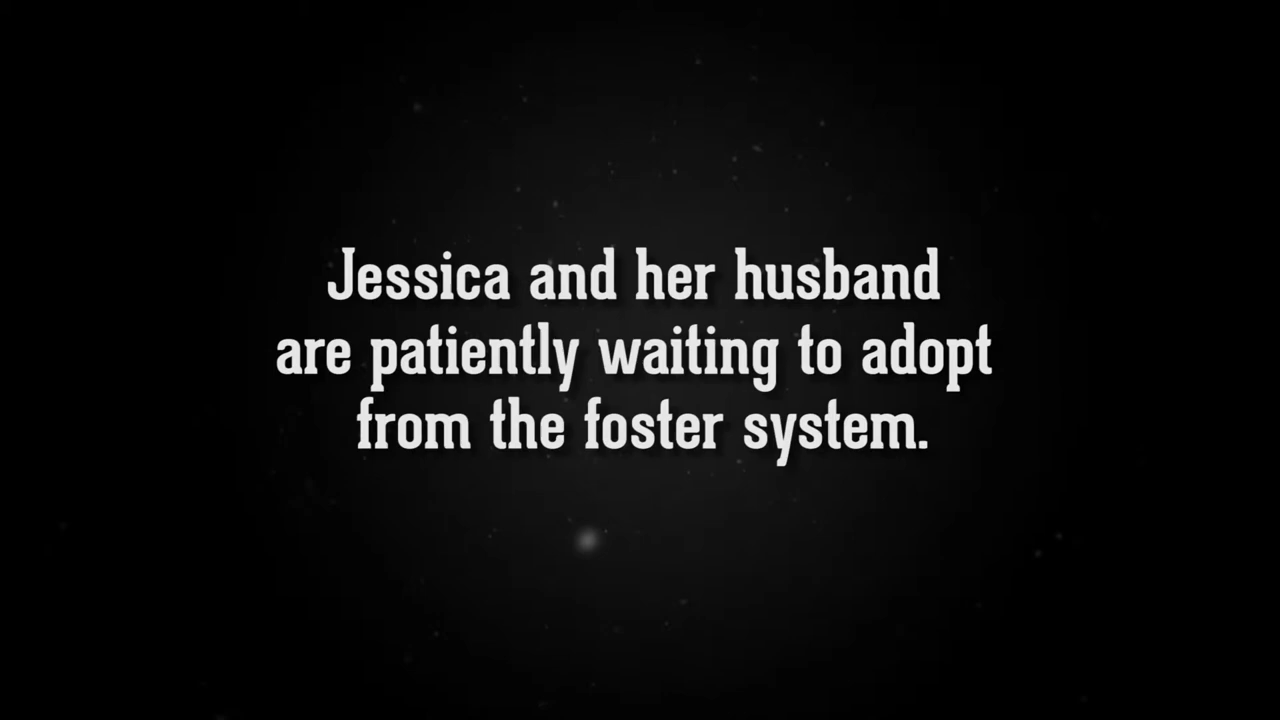 Jessica and her husband
are patiently waiting to adopt
from the foster system.